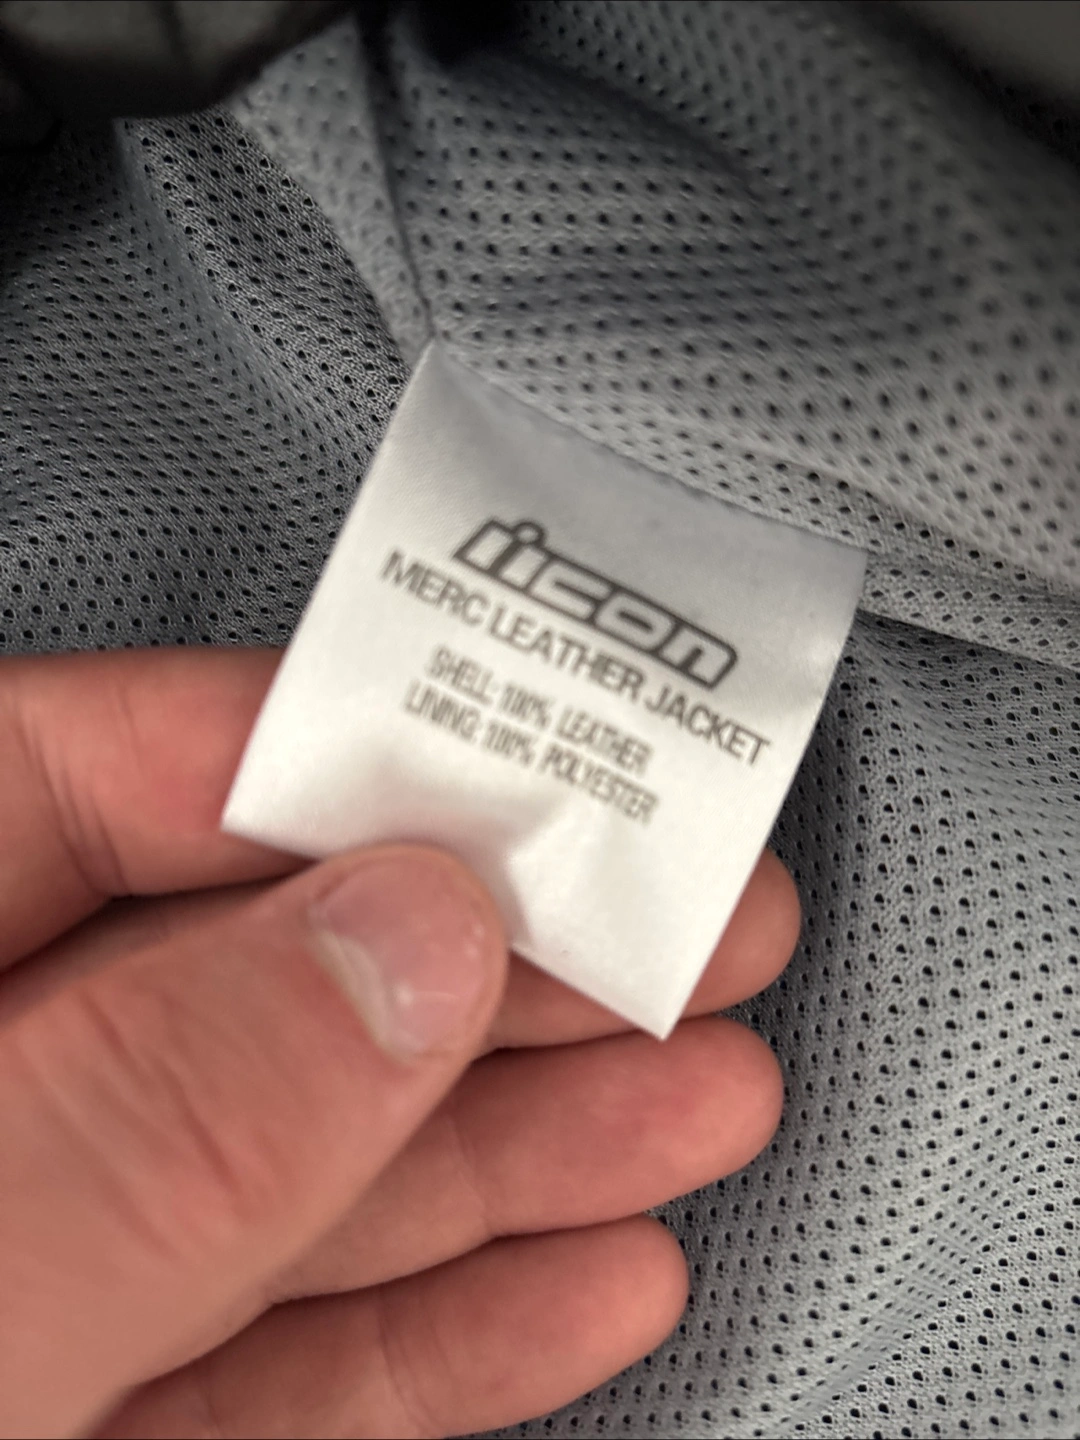 icon
MERC LEATHER JACKET
SHELL: 100% LEATHER
LINING: 100% POLYESTER